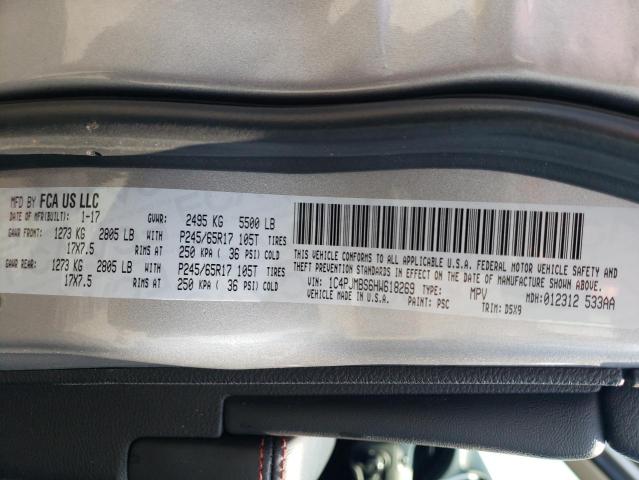 MFD BY FCA US LLC
DATE OF MFR(BUILT): 1-17 GVWR: 2495 KG 5500 LB
GAWR FRONT: 1273 KG 2805 LB WITH P245/65R17 105T TIRES
17X7.5 RIMS AT 250 KPA ( 36 PSI) COLD
GAWR REAR: 1273 KG 2805 LB WITH P245/65R17 105T TIRES
17X7.5 RIMS AT 250 KPA ( 36 PSI) COLD
THIS VEHICLE CONFORMS TO ALL APPLICABLE U.S.A. FEDERAL MOTOR VEHICLE SAFETY AND
THEFT PREVENTION STANDARDS IN EFFECT ON THE DATE OF MANUFACTURE SHOWN ABOVE.
VIN: 1C4PJMBS6HW618269 TYPE: MPV MDH: 012312 533AA
MADE IN U.S.A. PAINT: PSC TRIM: D5X9